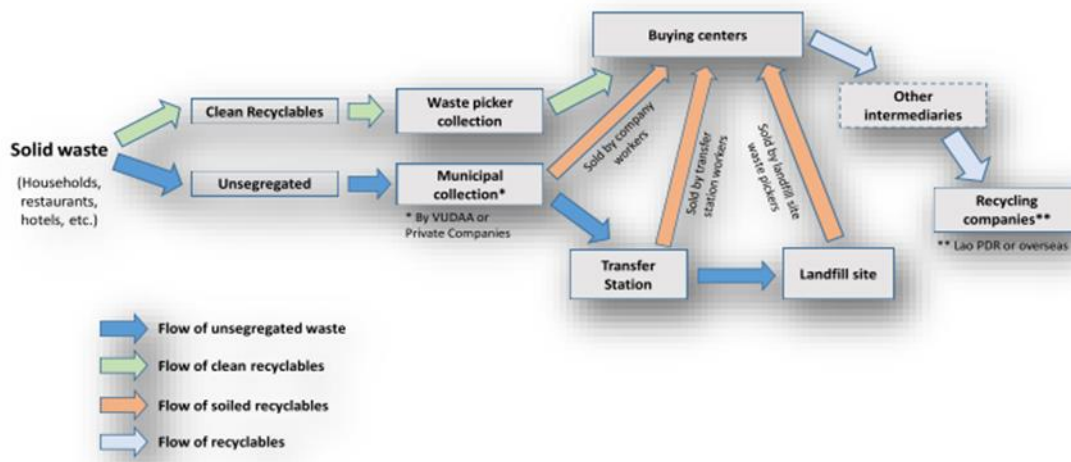 Buying centers
Clean Recyclables
Waste picker
collection
Other
intermediaries
Solid waste
(Households,
restaurants,
hotels, etc.)
Unsegregated
Municipal
collection*
* By VUDAA or
Private Companies
Sold by company
workers
Sold by transfer
station workers
Sold by landfill site
waste pickers
Recycling
companies**
** Lao PDR or overseas
Transfer
Station
Landfill site
Flow of unsegregated waste
Flow of clean recyclables
Flow of soiled recyclables
Flow of recyclables